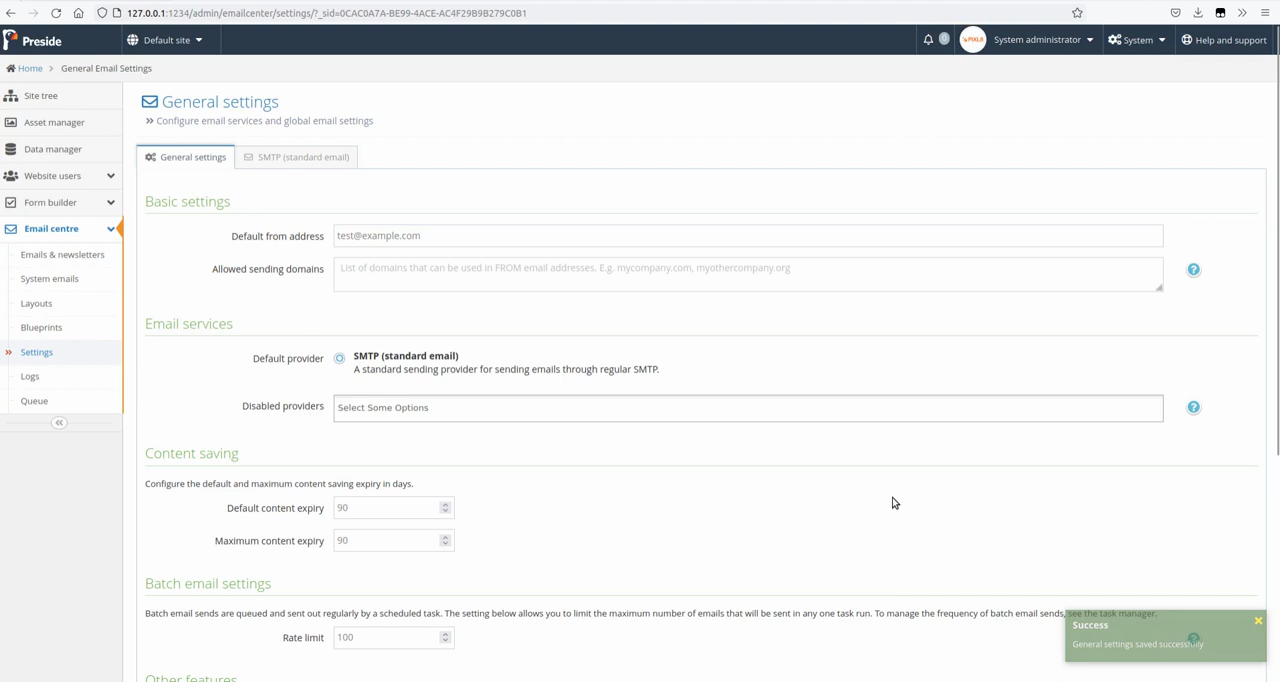 127.0.0.1:1234/admin/emailcenter/settings/?_sid=0CAC0A7A-BE99-4ACE-AC4F29B9B279C0B1
Preside
Default site
0
PIXL8
System administrator
System
Help and support
Home > General Email Settings
Site tree
Asset manager
Data manager
Website users
Form builder
Email centre
Emails & newsletters
System emails
Layouts
Blueprints
Settings
Logs
Queue
General settings
Configure email services and global email settings
General settings
SMTP (standard email)
Basic settings
Default from address
test@example.com
Allowed sending domains
List of domains that can be used in FROM email addresses. E.g. mycompany.com, myothercompany.org
Email services
Default provider
SMTP (standard email)
A standard sending provider for sending emails through regular SMTP.
Disabled providers
Select Some Options
Content saving
Configure the default and maximum content saving expiry in days.
Default content expiry
90
Maximum content expiry
90
Batch email settings
Batch email sends are queued and sent out regularly by a scheduled task. The setting below allows you to limit the maximum number of emails that will be sent in any one task run. To manage the frequency of batch email sends, see the task manager.
Rate limit
100
Success
General settings saved successfully
Other features